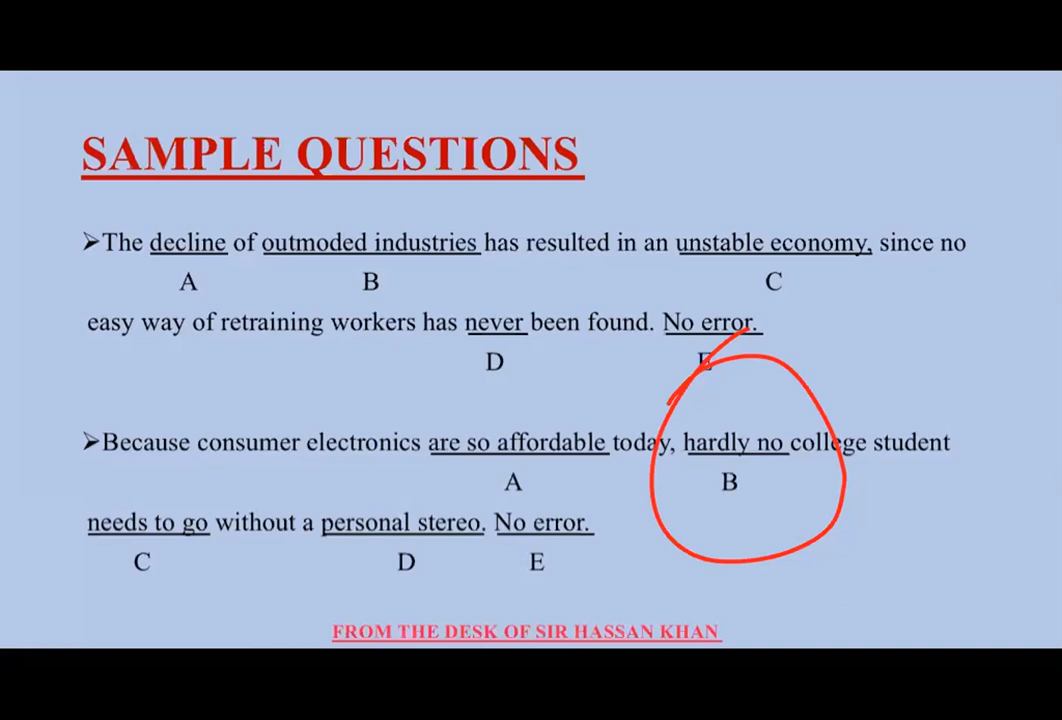 SAMPLE QUESTIONS
➢The decline of outmoded industries has resulted in an unstable economy, since no
A B C
easy way of retraining workers has never been found. No error.
D E
➢Because consumer electronics are so affordable today, hardly no college student
A B
needs to go without a personal stereo. No error.
C D E
FROM THE DESK OF SIR HASSAN KHAN